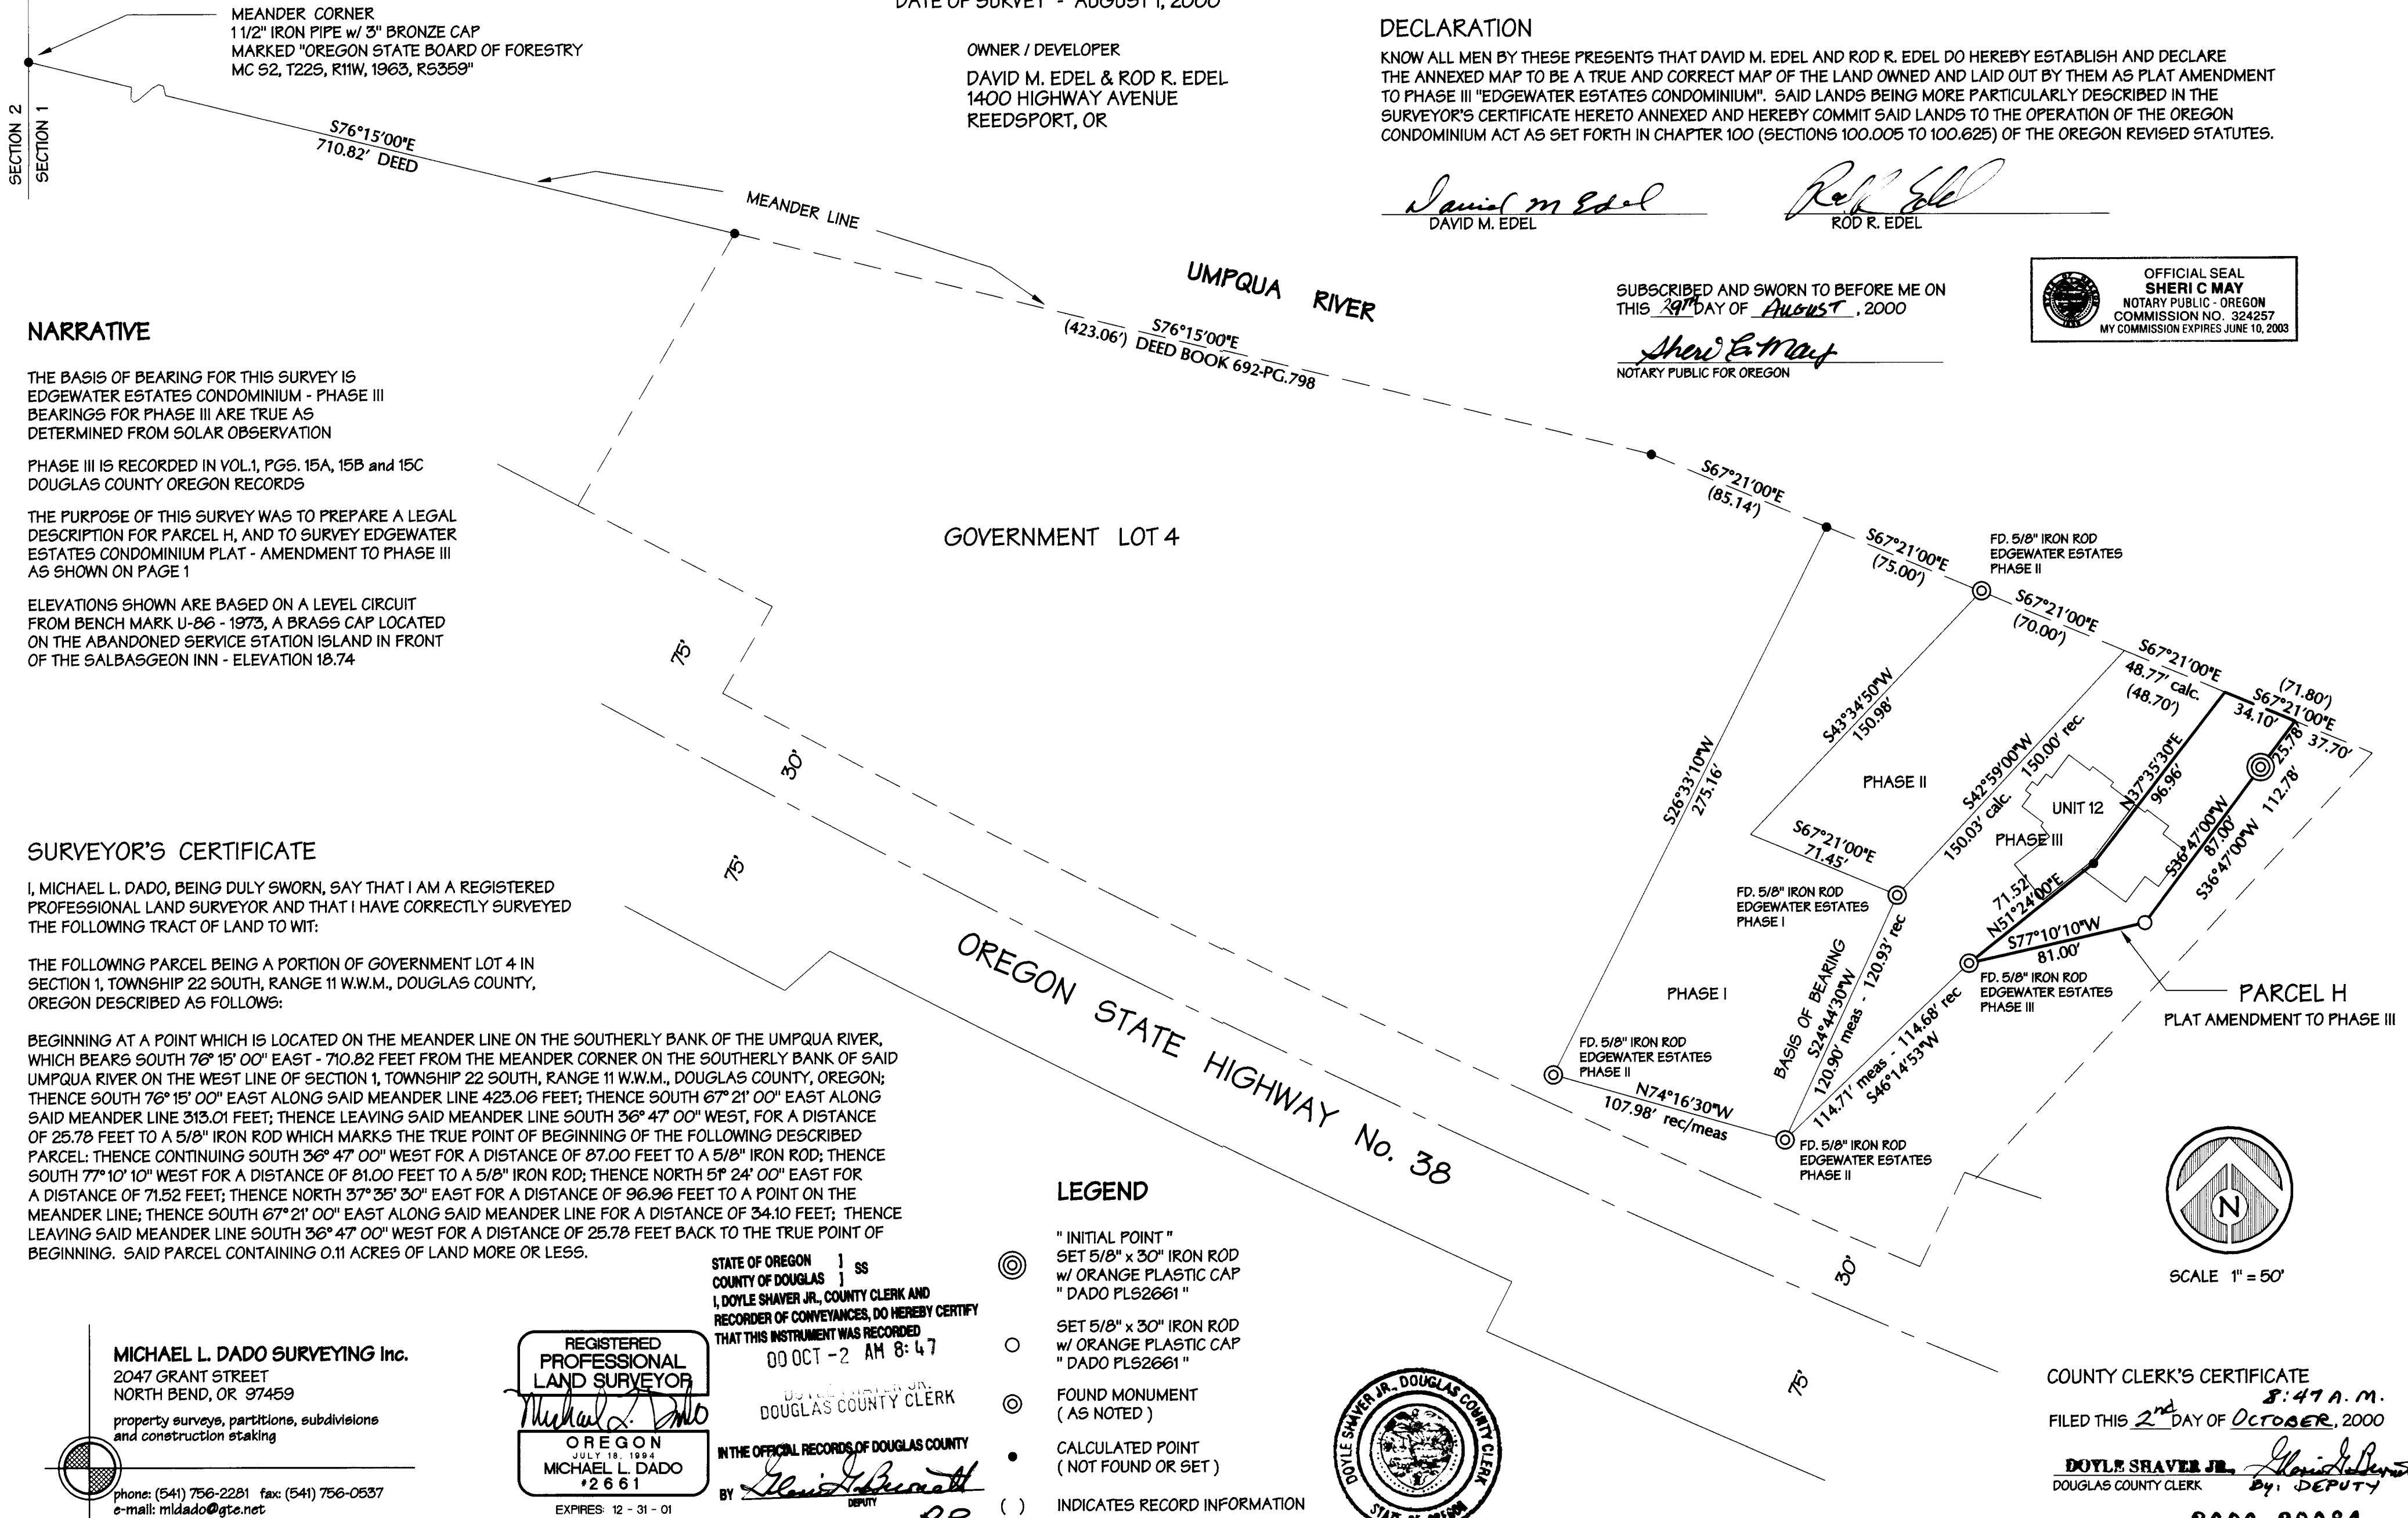 DATE OF SURVEY - AUGUST 1, 2000
MEANDER CORNER
1 1/2" IRON PIPE w/ 3" BRONZE CAP
MARKED "OREGON STATE BOARD OF FORESTRY
MC S2, T22S, R11W, 1963, RS359"
SECTION 2
SECTION 1
OWNER / DEVELOPER
DAVID M. EDEL & ROD R. EDEL
1400 HIGHWAY AVENUE
REEDSPORT, OR
DECLARATION
KNOW ALL MEN BY THESE PRESENTS THAT DAVID M. EDEL AND ROD R. EDEL DO HEREBY ESTABLISH AND DECLARE
THE ANNEXED MAP TO BE A TRUE AND CORRECT MAP OF THE LAND OWNED AND LAID OUT BY THEM AS PLAT AMENDMENT
TO PHASE III "EDGEWATER ESTATES CONDOMINIUM". SAID LANDS BEING MORE PARTICULARLY DESCRIBED IN THE
SURVEYOR'S CERTIFICATE HERETO ANNEXED AND HEREBY COMMIT SAID LANDS TO THE OPERATION OF THE OREGON
CONDOMINIUM ACT AS SET FORTH IN CHAPTER 100 (SECTIONS 100.005 TO 100.625) OF THE OREGON REVISED STATUTES.
David M Edel
DAVID M. EDEL
Rod R Edel
ROD R. EDEL
SUBSCRIBED AND SWORN TO BEFORE ME ON
THIS 29TH DAY OF AUGUST, 2000
Sheri C. May
NOTARY PUBLIC FOR OREGON
OFFICIAL SEAL
SHERI C MAY
NOTARY PUBLIC - OREGON
COMMISSION NO. 324257
MY COMMISSION EXPIRES JUNE 10, 2003
S76°15'00"E
710.82' DEED
MEANDER LINE
UMPQUA RIVER
S76°15'00"E
(423.06') DEED BOOK 692-PG.798
NARRATIVE
THE BASIS OF BEARING FOR THIS SURVEY IS
EDGEWATER ESTATES CONDOMINIUM - PHASE III
BEARINGS FOR PHASE III ARE TRUE AS
DETERMINED FROM SOLAR OBSERVATION
PHASE III IS RECORDED IN VOL.1, PGS. 15A, 15B and 15C
DOUGLAS COUNTY OREGON RECORDS
THE PURPOSE OF THIS SURVEY WAS TO PREPARE A LEGAL
DESCRIPTION FOR PARCEL H, AND TO SURVEY EDGEWATER
ESTATES CONDOMINIUM PLAT - AMENDMENT TO PHASE III
AS SHOWN ON PAGE 1
ELEVATIONS SHOWN ARE BASED ON A LEVEL CIRCUIT
FROM BENCH MARK U-86 - 1973, A BRASS CAP LOCATED
ON THE ABANDONED SERVICE STATION ISLAND IN FRONT
OF THE SALBASGEON INN - ELEVATION 18.74
GOVERNMENT LOT 4
75'
30'
75'
S67°21'00"E
(85.14')
S67°21'00"E
(75.00')
FD. 5/8" IRON ROD
EDGEWATER ESTATES
PHASE II
S67°21'00"E
(70.00')
S67°21'00"E
48.77' calc.
(48.70')
(71.80')
S67°21'00"E
34.10'
37.70'
25.78'
112.78'
S43°34'50"W
150.98'
PHASE II
S42°59'00"W
150.00' rec.
150.03' calc.
UNIT 12
PHASE III
N37°35'30"E
96.96'
S36°47'00"W
87.00'
S36°47'00"W
S26°33'10"W
275.16'
S67°21'00"E
71.45'
FD. 5/8" IRON ROD
EDGEWATER ESTATES
PHASE I
71.52'
N51°24'00"E
S77°10'10"W
81.00'
FD. 5/8" IRON ROD
EDGEWATER ESTATES
PHASE III
PARCEL H
PLAT AMENDMENT TO PHASE III
PHASE I
BASIS OF BEARING
S24°44'30"W
120.90' meas - 120.93' rec
114.71' meas - 114.68' rec
S46°14'53"W
FD. 5/8" IRON ROD
EDGEWATER ESTATES
PHASE II
N74°16'30"W
107.98' rec/meas
FD. 5/8" IRON ROD
EDGEWATER ESTATES
PHASE II
OREGON STATE HIGHWAY No. 38
30'
75'
N
SCALE 1" = 50'
SURVEYOR'S CERTIFICATE
I, MICHAEL L. DADO, BEING DULY SWORN, SAY THAT I AM A REGISTERED
PROFESSIONAL LAND SURVEYOR AND THAT I HAVE CORRECTLY SURVEYED
THE FOLLOWING TRACT OF LAND TO WIT:
THE FOLLOWING PARCEL BEING A PORTION OF GOVERNMENT LOT 4 IN
SECTION 1, TOWNSHIP 22 SOUTH, RANGE 11 W.W.M., DOUGLAS COUNTY,
OREGON DESCRIBED AS FOLLOWS:
BEGINNING AT A POINT WHICH IS LOCATED ON THE MEANDER LINE ON THE SOUTHERLY BANK OF THE UMPQUA RIVER,
WHICH BEARS SOUTH 76° 15' 00" EAST - 710.82 FEET FROM THE MEANDER CORNER ON THE SOUTHERLY BANK OF SAID
UMPQUA RIVER ON THE WEST LINE OF SECTION 1, TOWNSHIP 22 SOUTH, RANGE 11 W.W.M., DOUGLAS COUNTY, OREGON;
THENCE SOUTH 76° 15' 00" EAST ALONG SAID MEANDER LINE 423.06 FEET; THENCE SOUTH 67° 21' 00" EAST ALONG
SAID MEANDER LINE 313.01 FEET; THENCE LEAVING SAID MEANDER LINE SOUTH 36° 47' 00" WEST, FOR A DISTANCE
OF 25.78 FEET TO A 5/8" IRON ROD WHICH MARKS THE TRUE POINT OF BEGINNING OF THE FOLLOWING DESCRIBED
PARCEL: THENCE CONTINUING SOUTH 36° 47' 00" WEST FOR A DISTANCE OF 87.00 FEET TO A 5/8" IRON ROD; THENCE
SOUTH 77° 10' 10" WEST FOR A DISTANCE OF 81.00 FEET TO A 5/8" IRON ROD; THENCE NORTH 51° 24' 00" EAST FOR
A DISTANCE OF 71.52 FEET; THENCE NORTH 37° 35' 30" EAST FOR A DISTANCE OF 96.96 FEET TO A POINT ON THE
MEANDER LINE; THENCE SOUTH 67° 21' 00" EAST ALONG SAID MEANDER LINE FOR A DISTANCE OF 34.10 FEET; THENCE
LEAVING SAID MEANDER LINE SOUTH 36° 47' 00" WEST FOR A DISTANCE OF 25.78 FEET BACK TO THE TRUE POINT OF
BEGINNING. SAID PARCEL CONTAINING 0.11 ACRES OF LAND MORE OR LESS.
MICHAEL L. DADO SURVEYING Inc.
2047 GRANT STREET
NORTH BEND, OR 97459
property surveys, partitions, subdivisions
and construction staking
phone: (541) 756-2281 fax: (541) 756-0537
e-mail: mldado@gte.net
REGISTERED
PROFESSIONAL
LAND SURVEYOR
Michael L. Dado
OREGON
JULY 18, 1994
MICHAEL L. DADO
#2661
EXPIRES: 12 - 31 - 01
STATE OF OREGON ] SS
COUNTY OF DOUGLAS ]
I, DOYLE SHAVER JR., COUNTY CLERK AND
RECORDER OF CONVEYANCES, DO HEREBY CERTIFY
THAT THIS INSTRUMENT WAS RECORDED
00 OCT -2 AM 8:47
DOUGLAS COUNTY CLERK
IN THE OFFICIAL RECORDS OF DOUGLAS COUNTY
BY
DEPUTY
LEGEND
" INITIAL POINT "
SET 5/8" x 30" IRON ROD
w/ ORANGE PLASTIC CAP
" DADO PLS2661 "
SET 5/8" x 30" IRON ROD
w/ ORANGE PLASTIC CAP
" DADO PLS2661 "
FOUND MONUMENT
( AS NOTED )
CALCULATED POINT
( NOT FOUND OR SET )
( ) INDICATES RECORD INFORMATION
DOYLE SHAVER JR., DOUGLAS COUNTY CLERK
STATE OF OREGON
COUNTY CLERK'S CERTIFICATE
8:47 A.M.
FILED THIS 2nd DAY OF OCTOBER, 2000
DOYLE SHAVER JR.
DOUGLAS COUNTY CLERK
By: DEPUTY